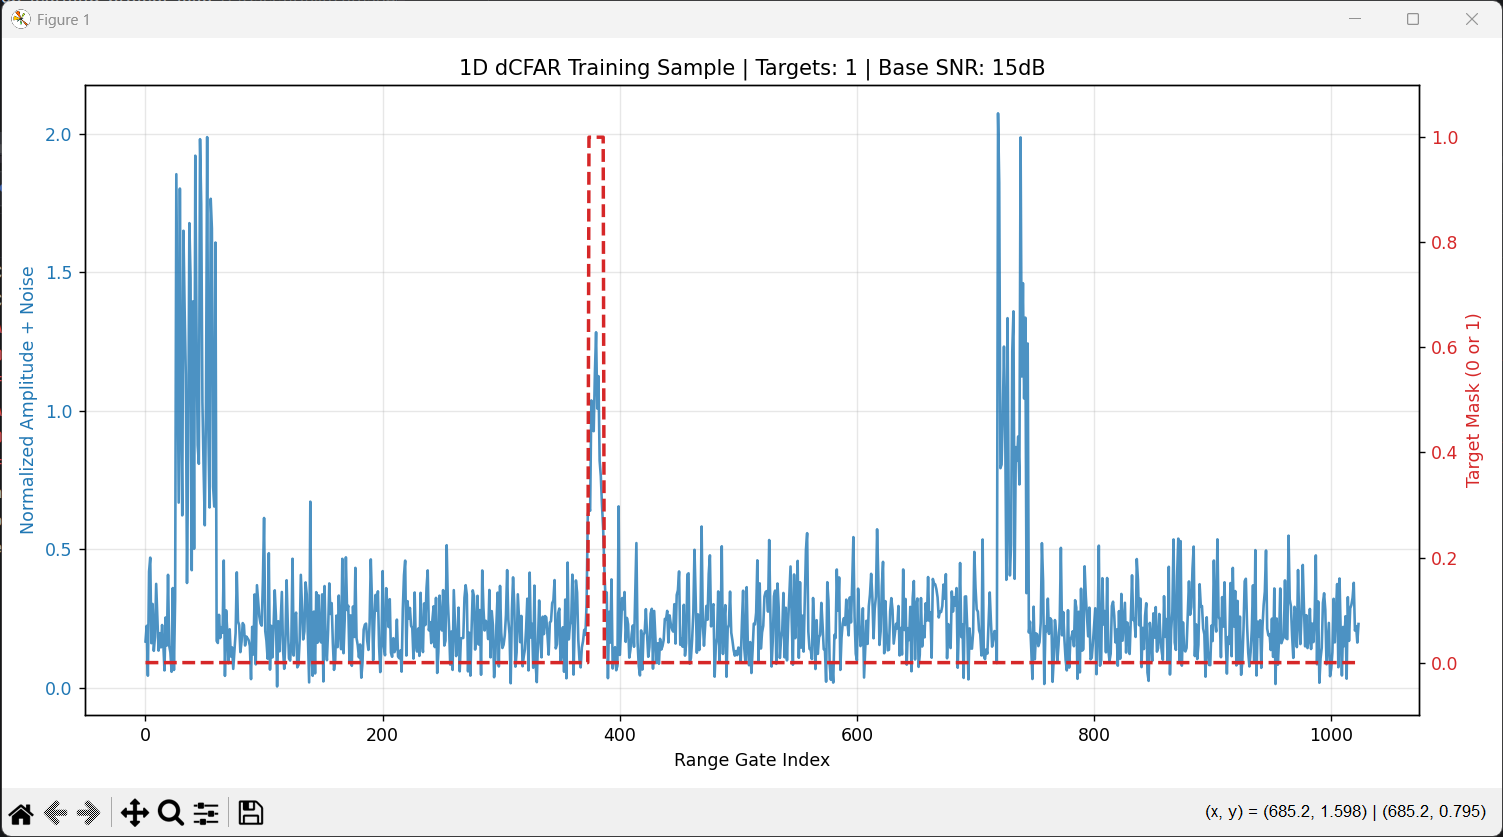 Figure 1
1D dCFAR Training Sample | Targets: 1 | Base SNR: 15dB
Normalized Amplitude + Noise
2.0
1.5
1.0
0.5
0.0
1.0
0.8
0.6
0.4
0.2
0.0
Target Mask (0 or 1)
0 200 400 600 800 1000
Range Gate Index
(x, y) = (685.2, 1.598) | (685.2, 0.795)